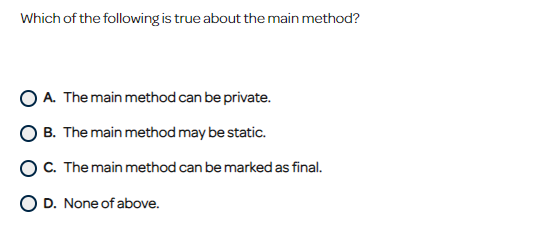 Which of the following is true about the main method?
A. The main method can be private.
B. The main method may be static.
C. The main method can be marked as final.
D. None of above.